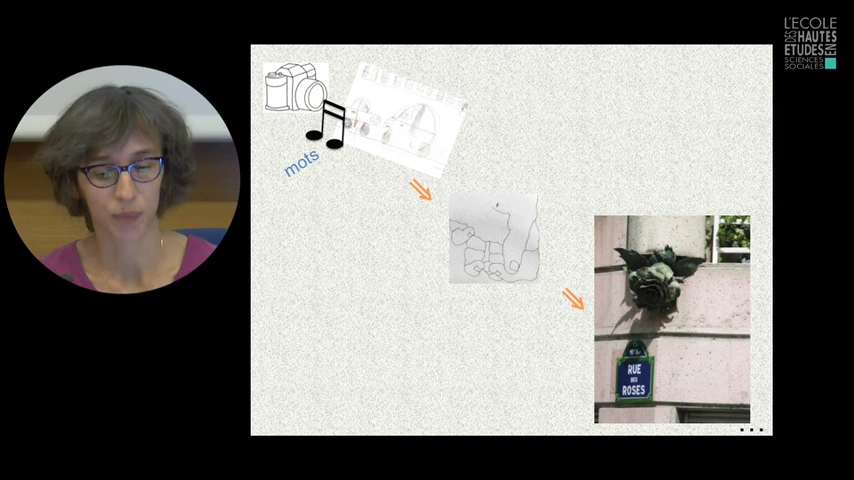 L'ECOLE
DES HAUTES
ETUDES EN
SCIENCES
SOCIALES
mots
RUE
DES
ROSES
...